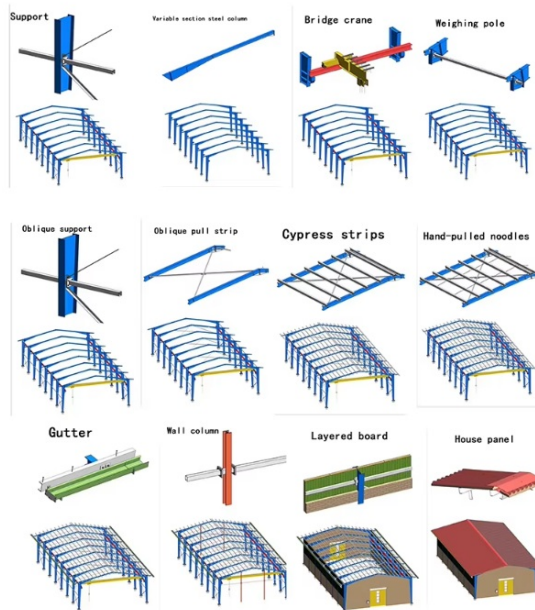 Support
Variable section steel column
Bridge crane
Weighing pole
Oblique support
Oblique pull strip
Cypress strips
Hand-pulled noodles
Gutter
Wall column
Layered board
House panel